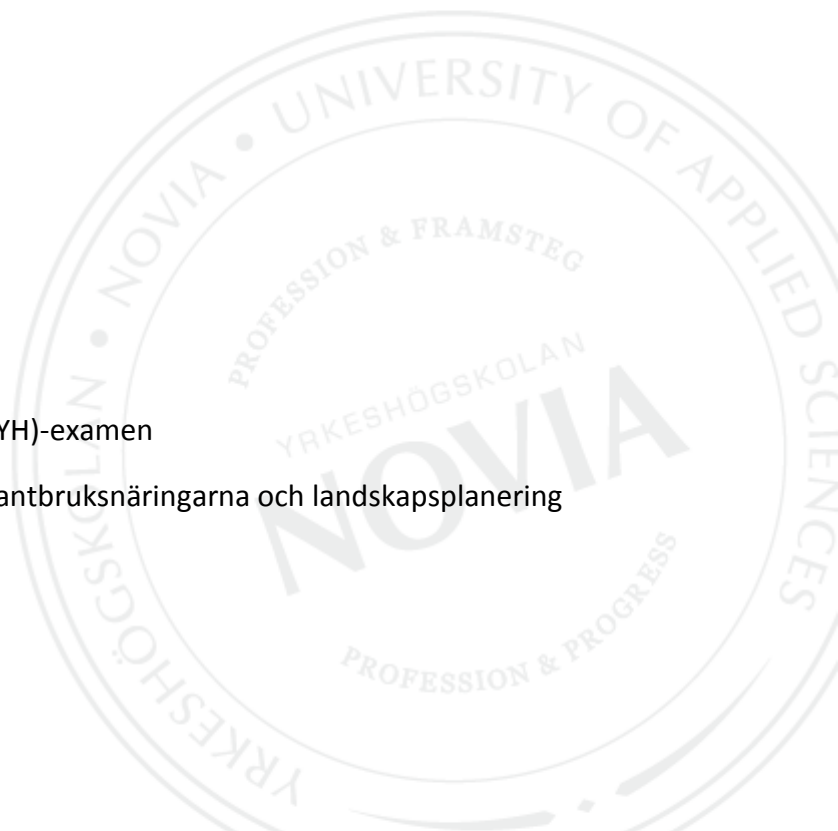 NOVIA • UNIVERSITY OF APPLIED SCIENCES
PROFESSION & FRAMSTEG
YRKESHÖGSKOLAN
NOVIA
YH)-examen
antbruksnäringarna och landskapsplanering
PROFESSION & PROGRESS
YRKESHÖGSKOLAN